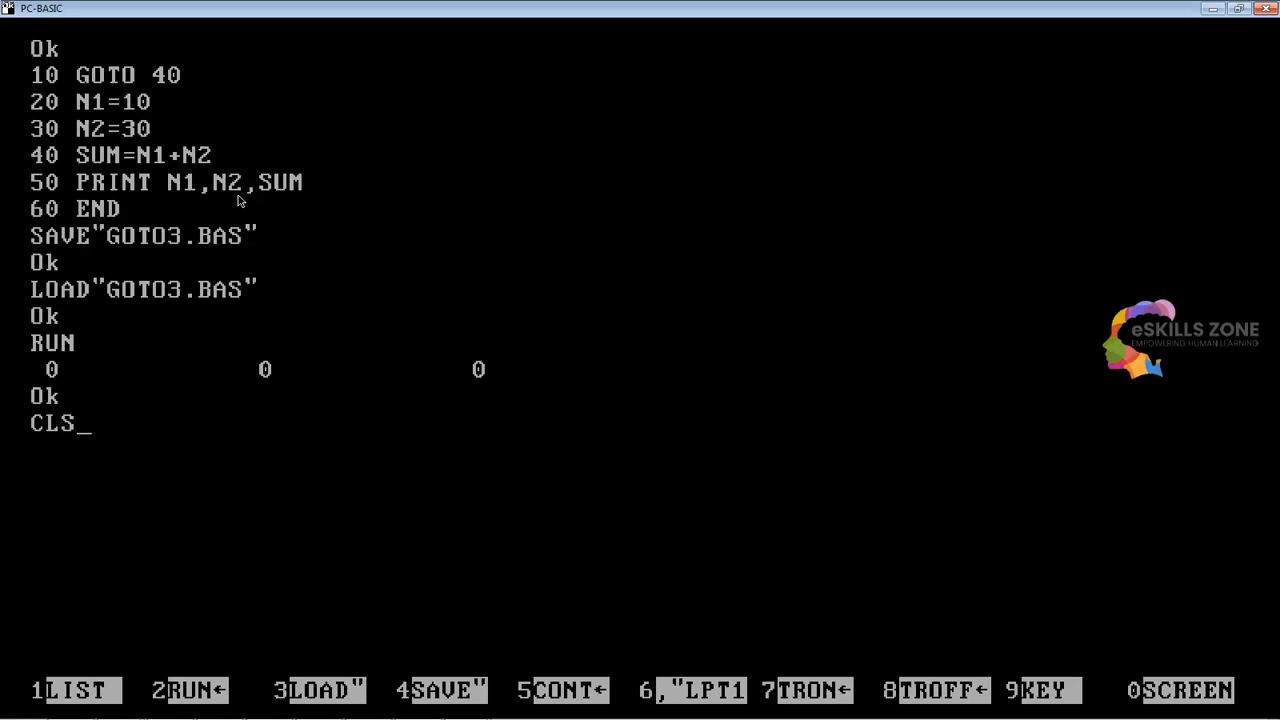 PC-BASIC
Ok
10 GOTO 40
20 N1=10
30 N2=30
40 SUM=N1+N2
50 PRINT N1,N2,SUM
60 END
SAVE"GOTO3.BAS"
Ok
LOAD"GOTO3.BAS"
Ok
RUN
0 0 0
Ok
CLS_
eSKILLS ZONE
EMPOWERING HUMAN LEARNING
1LIST 2RUN← 3LOAD" 4SAVE" 5CONT← 6,"LPT1 7TRON← 8TROFF← 9KEY 0SCREEN